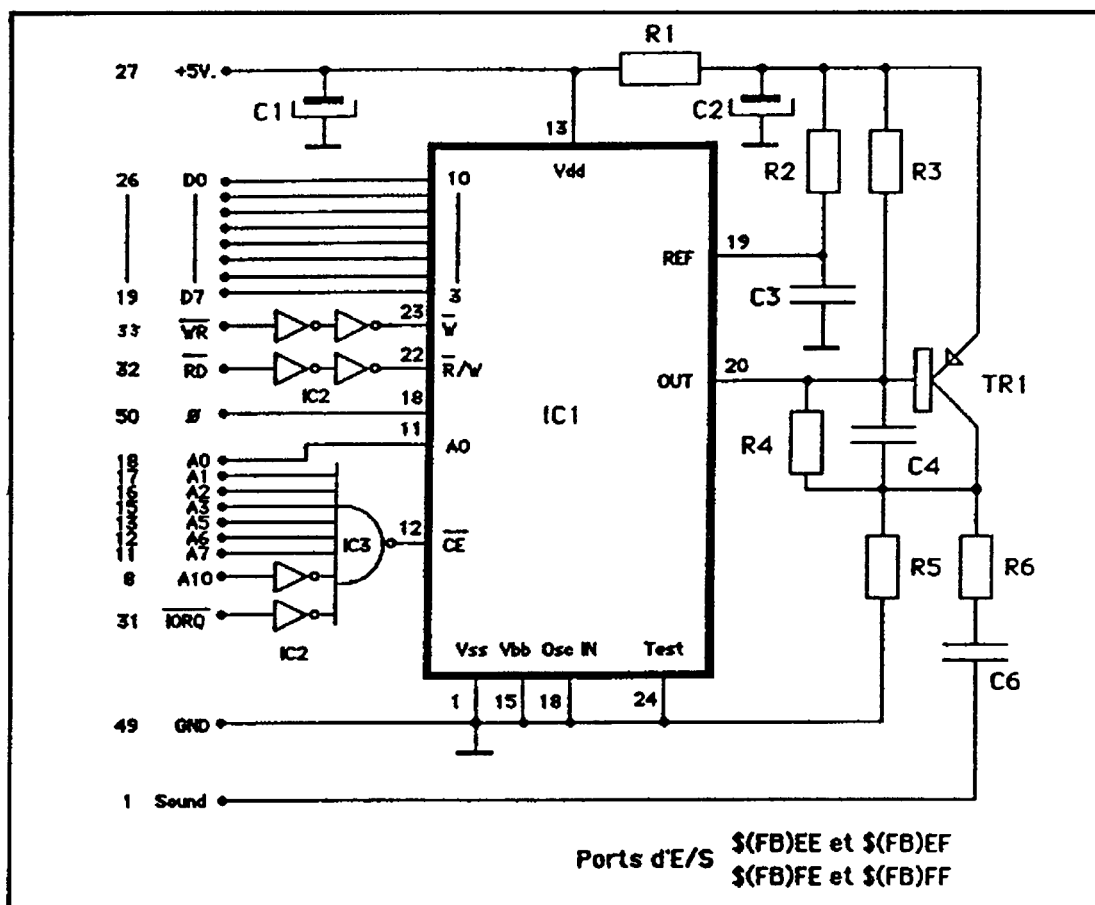 R1
27 +5V.
C1
C2
13
Vdd
R2
R3
26 D0
10
REF
19
C3
19 D7
3
33 WR
23
W
32 RD
22
R/W
IC2
OUT
20
TR1
50 ø
18
IC1
11
A0
R4
C4
18 A0
17 A1
16 A2
15 A3
13 A5
12 A6
11 A7
IC3
12
CE
8 A10
31 IORQ
IC2
R5
R6
Vss Vbb Osc IN Test
1 15 18 24
C6
49 GND
1 Sound
Ports d'E/S $(FB)EE et $(FB)EF
$(FB)FE et $(FB)FF